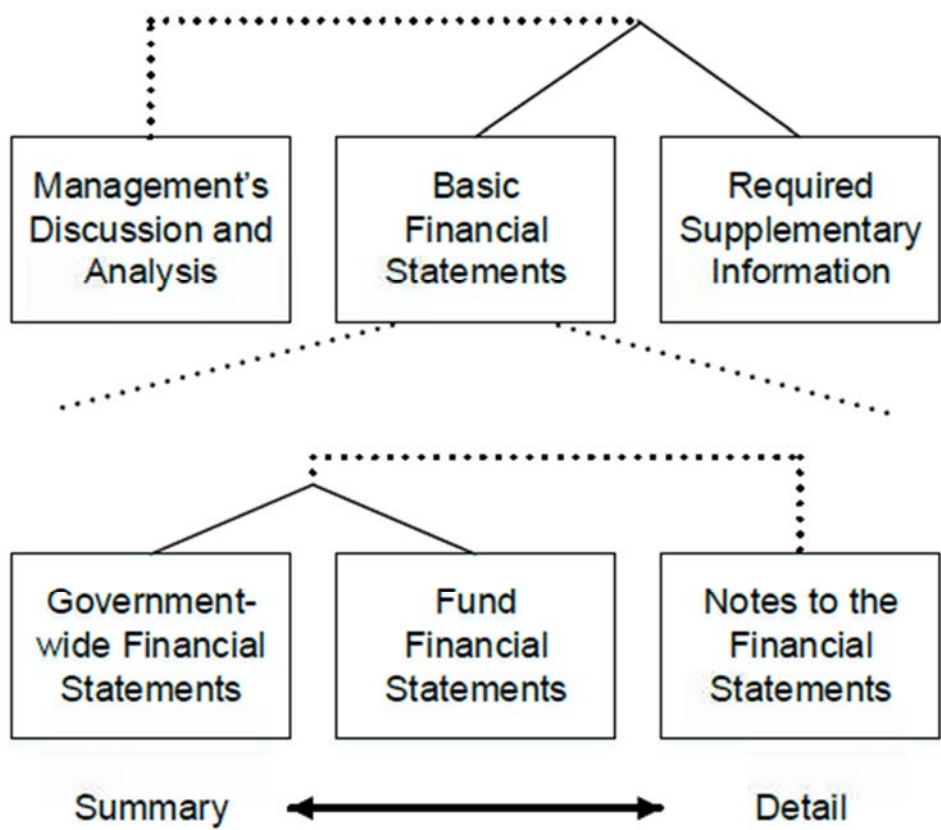 Management's
Discussion and
Analysis
Basic
Financial
Statements
Required
Supplementary
Information
Government-
wide Financial
Statements
Fund
Financial
Statements
Notes to the
Financial
Statements
Summary
Detail